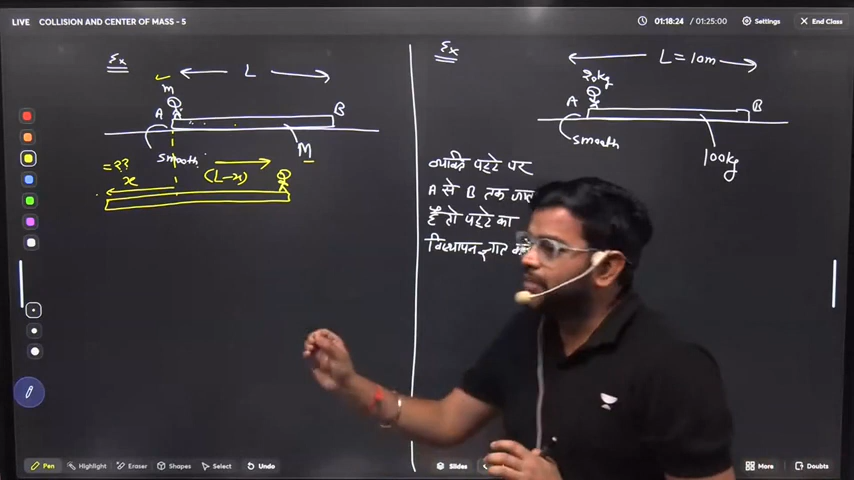 LIVE COLLISION AND CENTER OF MASS - 5
01:18:24 / 01:25:00
Settings
End Class
Ex
L
m
A
A'
B
smooth
M
= ??
x
(L-x)
Ex
L = 10m
20kg
A
B
smooth
100kg
व्यक्ति पट्टे पर
A से B तक
है तो पट्टे का
विस्थापन ज्ञात
Pen
Highlight
Eraser
Shapes
Select
Undo
Slides
More
Doubts